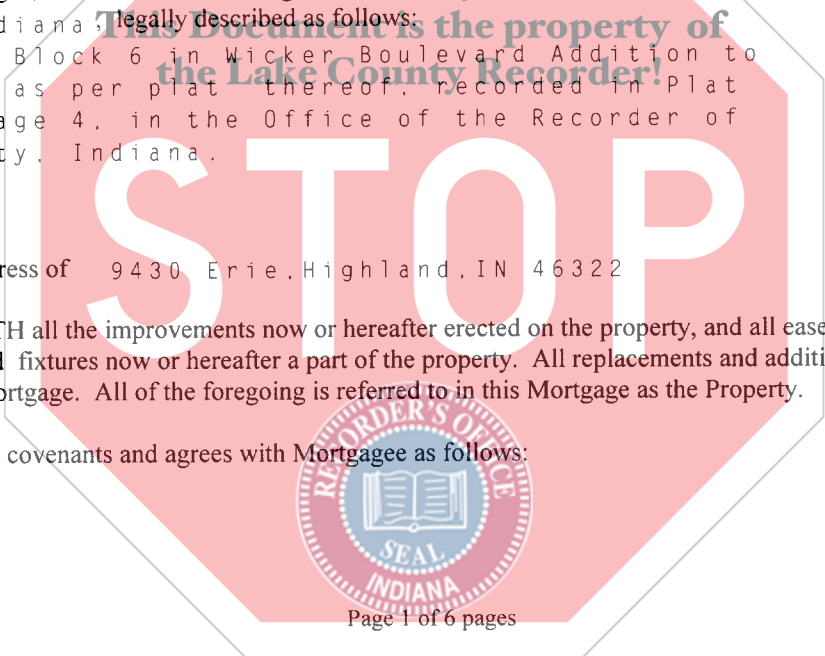 diana, legally described as follows:
This Document is the property of
Block 6 in Wicker Boulevard Addition to
the Lake County Recorder!
as per plat thereof, recorded in Plat
age 4, in the Office of the Recorder of
ty, Indiana.
STOP
ress of 9430 Erie,Highland,IN 46322
TH all the improvements now or hereafter erected on the property, and all ease
fixtures now or hereafter a part of the property. All replacements and additi
ortgage. All of the foregoing is referred to in this Mortgage as the Property.
covenants and agrees with Mortgagee as follows:
RECORDER'S OFFICE
SEAL
INDIANA
Page 1 of 6 pages